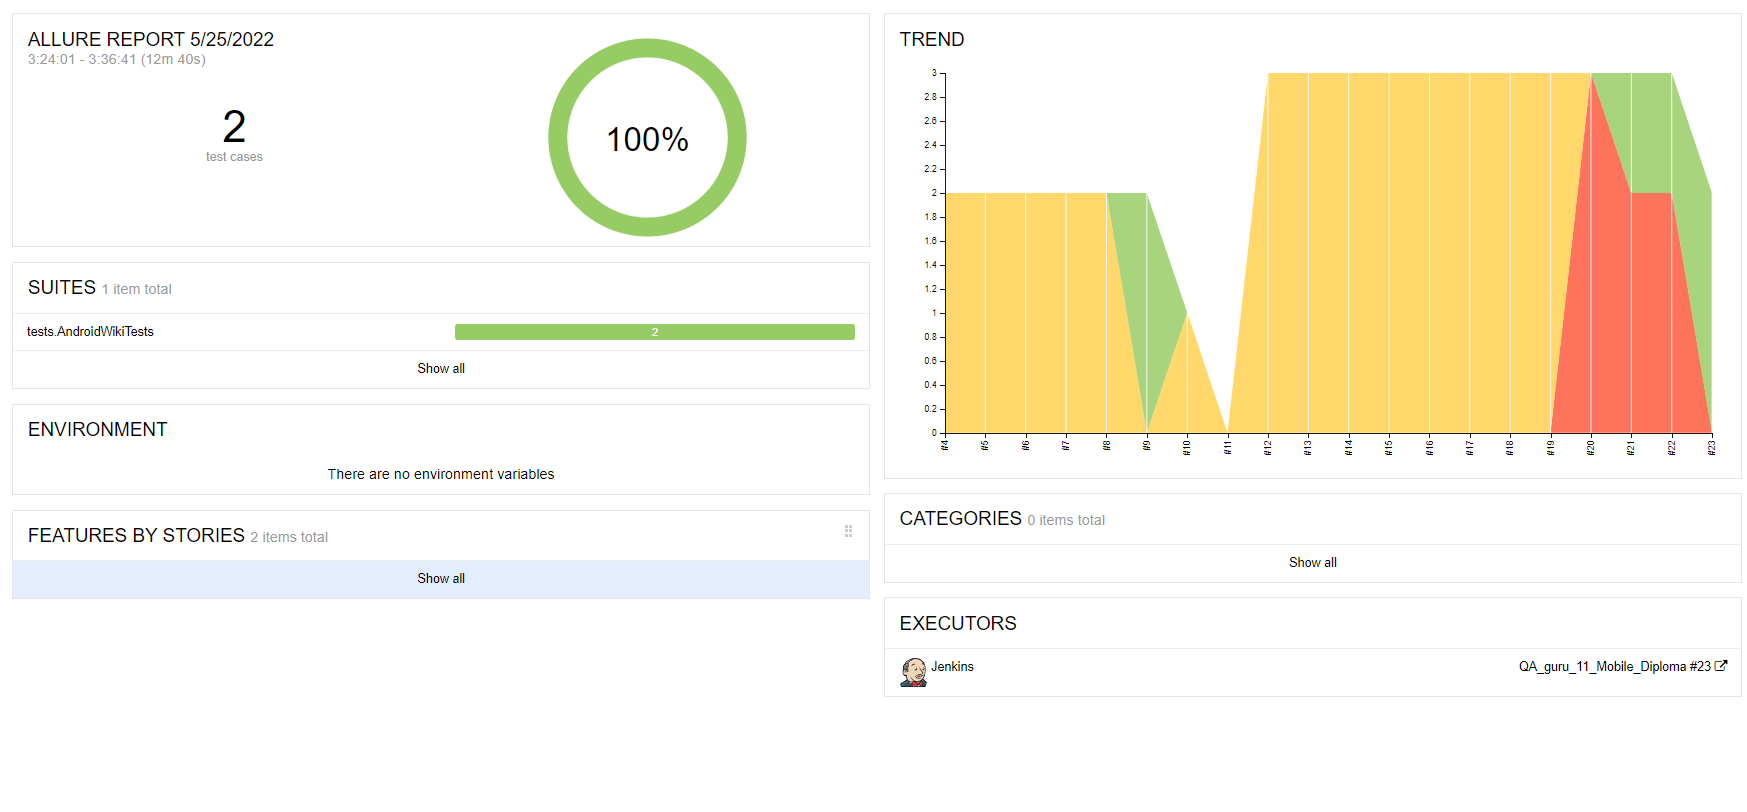 ALLURE REPORT 5/25/2022
3:24:01 - 3:36:41 (12m 40s)
2
test cases
100%
SUITES 1 item total
tests.AndroidWikiTests
2
Show all
ENVIRONMENT
There are no environment variables
FEATURES BY STORIES 2 items total
Show all
TREND
3
2.8
2.6
2.4
2.2
2
1.8
1.6
1.4
1.2
1
0.8
0.6
0.4
0.2
0
#4
#5
#6
#7
#8
#9
#10
#11
#12
#13
#14
#15
#16
#17
#18
#19
#20
#21
#22
#23
CATEGORIES 0 items total
Show all
EXECUTORS
Jenkins
QA_guru_11_Mobile_Diploma #23